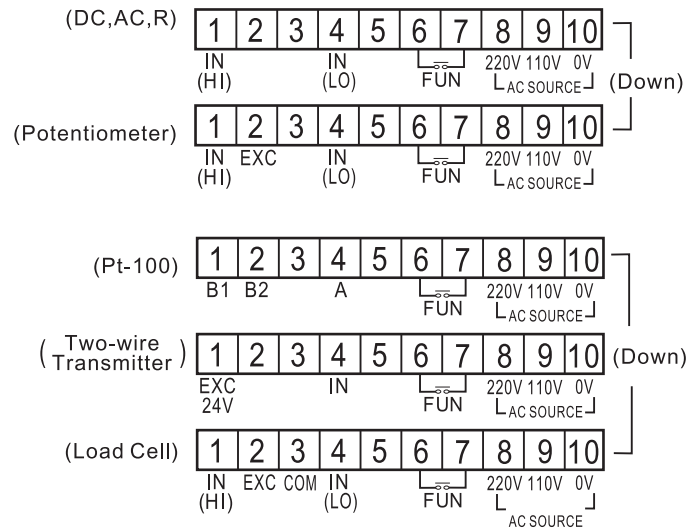 (DC,AC,R) 1 2 3 4 5 6 7 8 9 10
IN IN 220V 110V 0V
(HI) (LO) FUN AC SOURCE (Down)
(Potentiometer) 1 2 3 4 5 6 7 8 9 10
IN EXC IN 220V 110V 0V
(HI) (LO) FUN AC SOURCE
(Pt-100) 1 2 3 4 5 6 7 8 9 10
B1 B2 A FUN 220V 110V 0V
AC SOURCE
(Two-wire Transmitter) 1 2 3 4 5 6 7 8 9 10 (Down)
EXC IN 220V 110V 0V
24V FUN AC SOURCE
(Load Cell) 1 2 3 4 5 6 7 8 9 10
IN EXC COM IN 220V 110V 0V
(HI) (LO) FUN
AC SOURCE